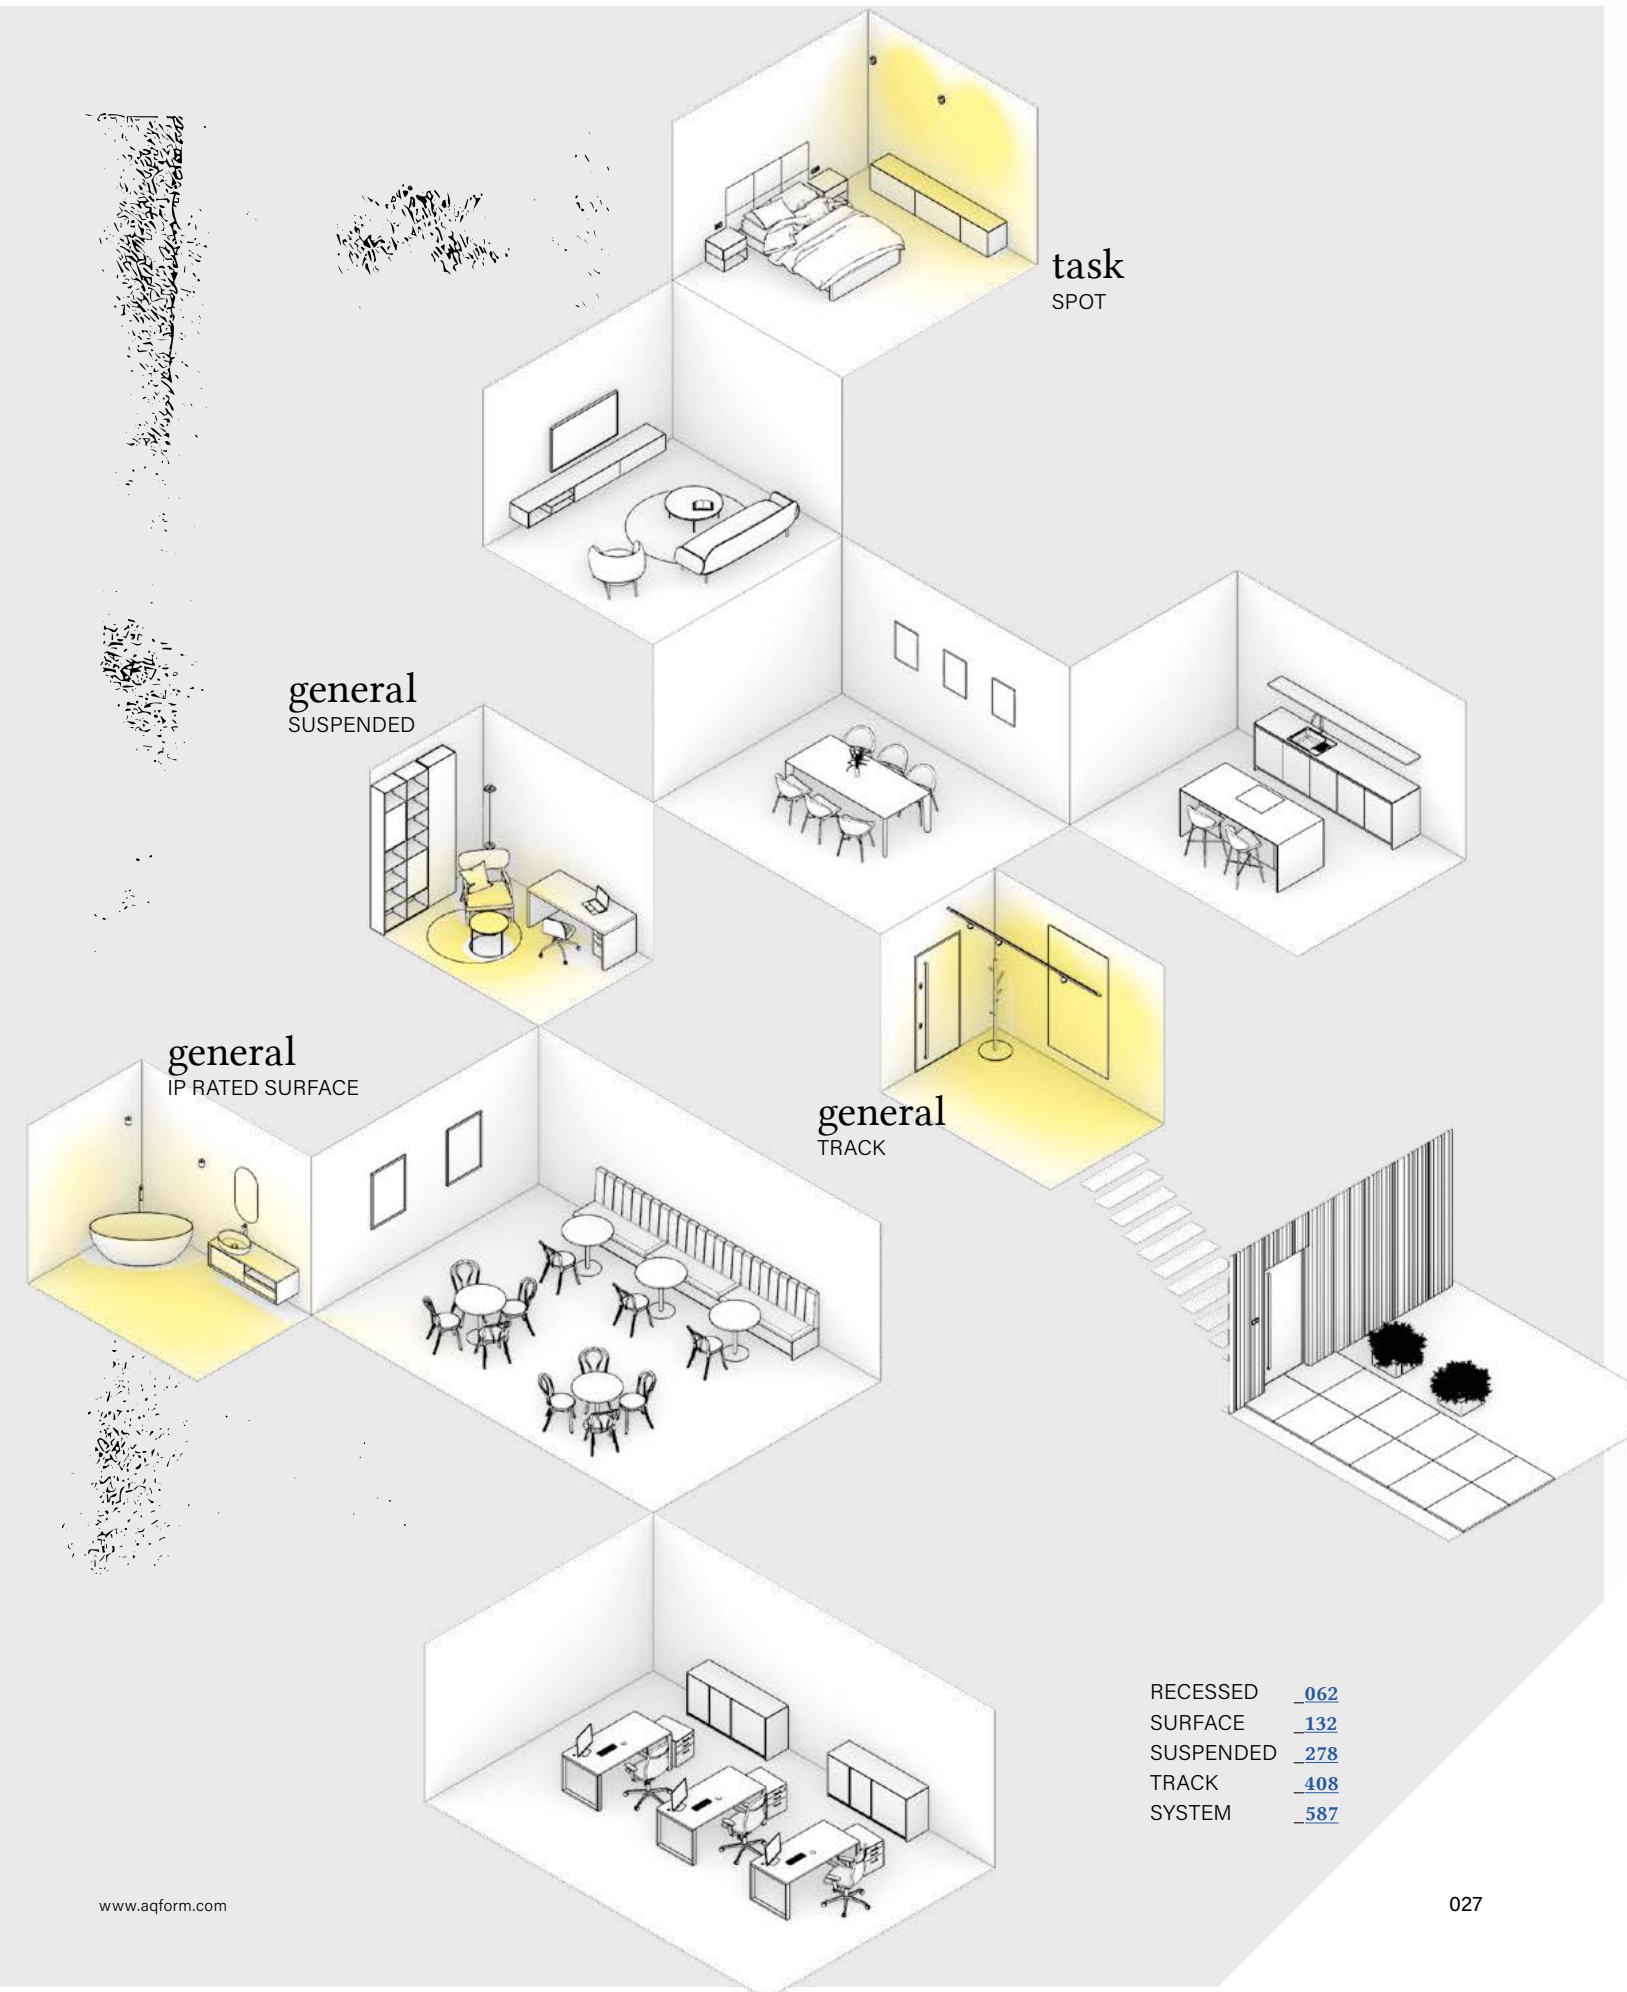 task
SPOT
general
SUSPENDED
general
IP RATED SURFACE
general
TRACK
RECESSED _062
SURFACE _132
SUSPENDED _278
TRACK _408
SYSTEM _587
www.aqform.com
027